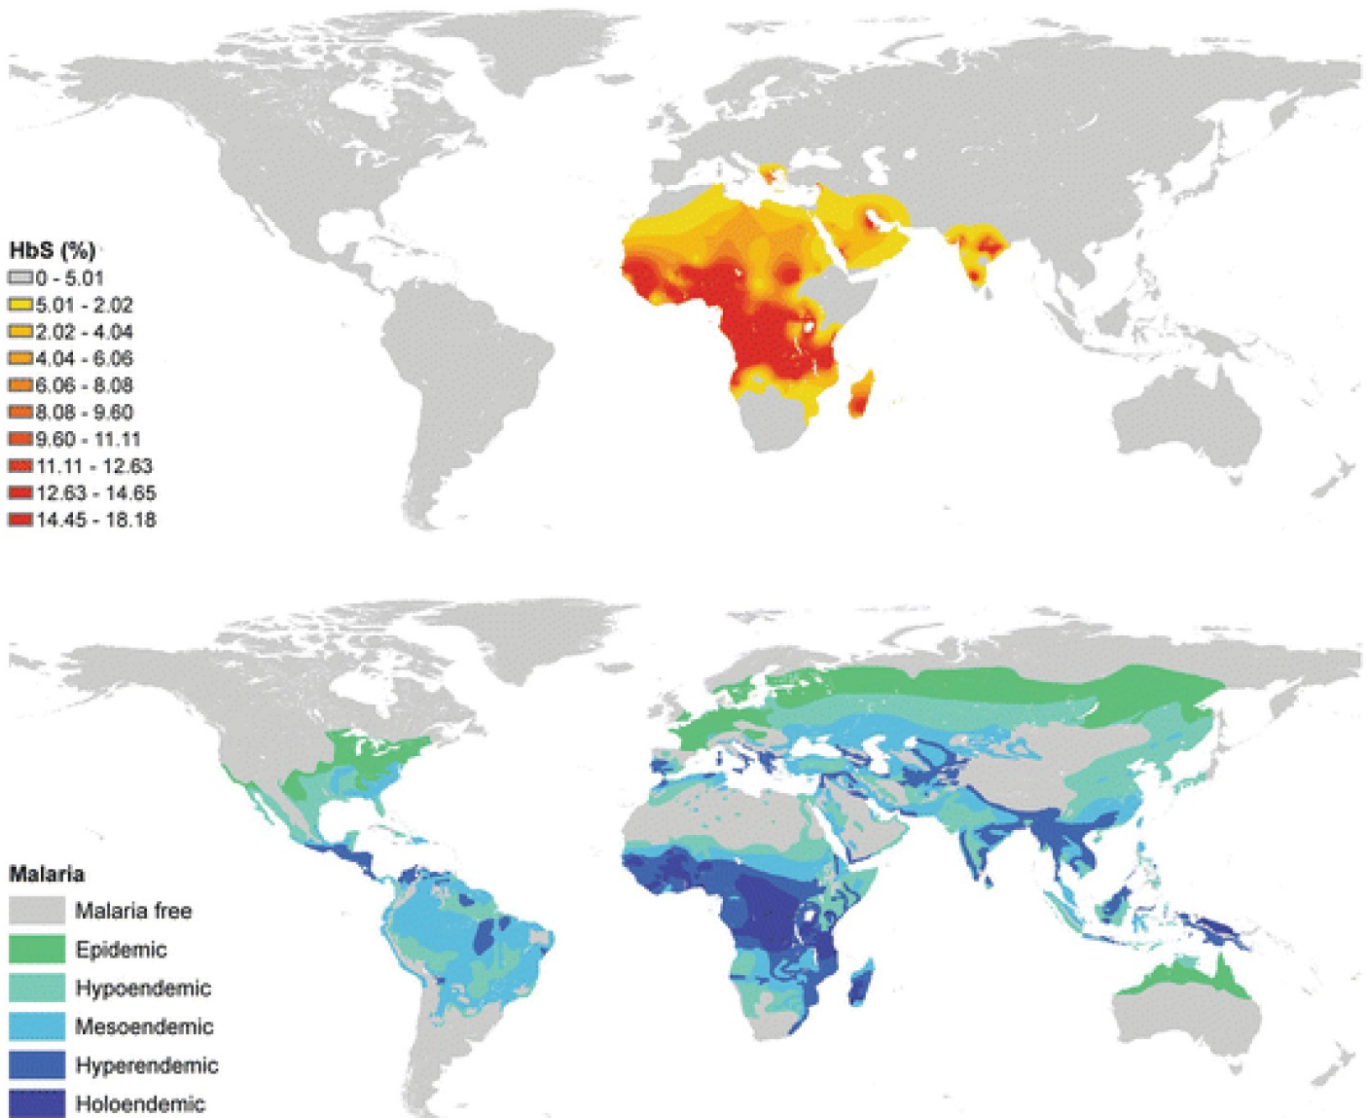 HbS (%)
0 - 5.01
5.01 - 2.02
2.02 - 4.04
4.04 - 6.06
6.06 - 8.08
8.08 - 9.60
9.60 - 11.11
11.11 - 12.63
12.63 - 14.65
14.45 - 18.18
Malaria
Malaria free
Epidemic
Hypoendemic
Mesoendemic
Hyperendemic
Holoendemic